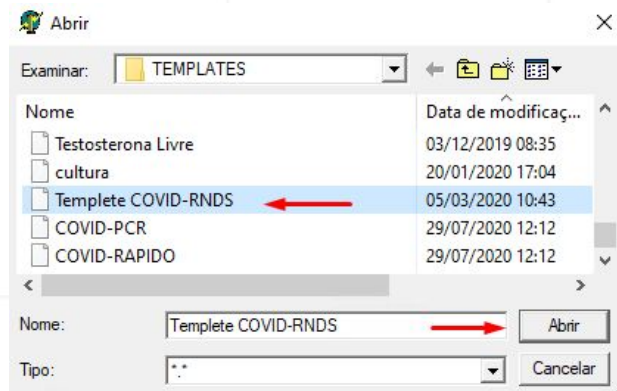 Abrir
Examinar: TEMPLATES
Nome Data de modificaç...
Testosterona Livre 03/12/2019 08:35
cultura 20/01/2020 17:04
Templete COVID-RNDS 05/03/2020 10:43
COVID-PCR 29/07/2020 12:12
COVID-RAPIDO 29/07/2020 12:12
Nome: Templete COVID-RNDS Abrir
Tipo: *.* Cancelar